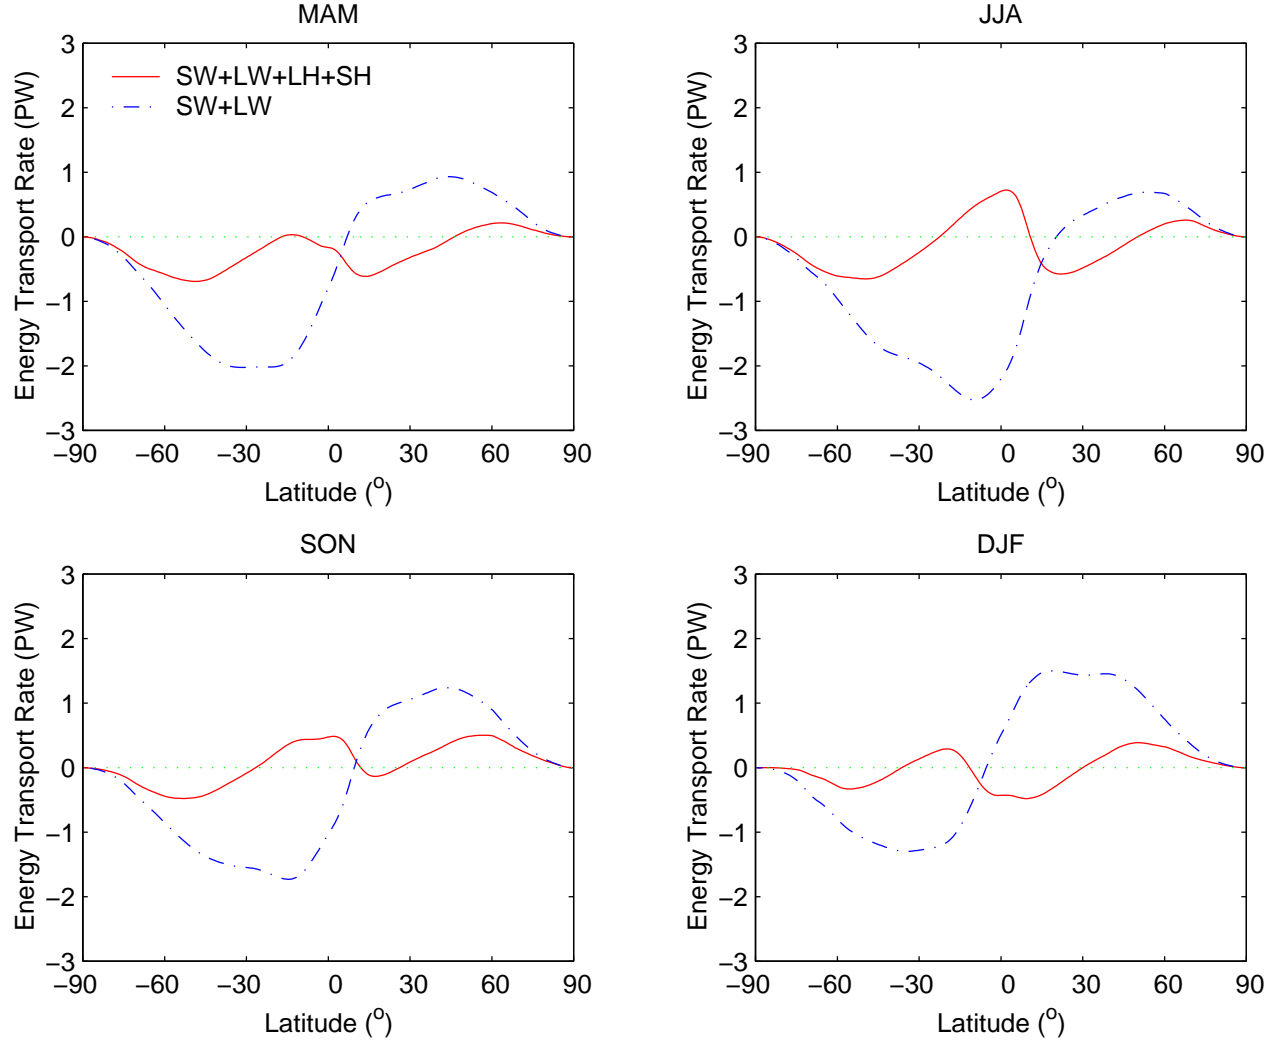 MAM
3
2
1
0
−1
−2
−3
−90 −60 −30 0 30 60 90
Latitude (o)
Energy Transport Rate (PW)
SW+LW+LH+SH
SW+LW
JJA
3
2
1
0
−1
−2
−3
−90 −60 −30 0 30 60 90
Latitude (o)
Energy Transport Rate (PW)
SON
3
2
1
0
−1
−2
−3
−90 −60 −30 0 30 60 90
Latitude (o)
Energy Transport Rate (PW)
DJF
3
2
1
0
−1
−2
−3
−90 −60 −30 0 30 60 90
Latitude (o)
Energy Transport Rate (PW)